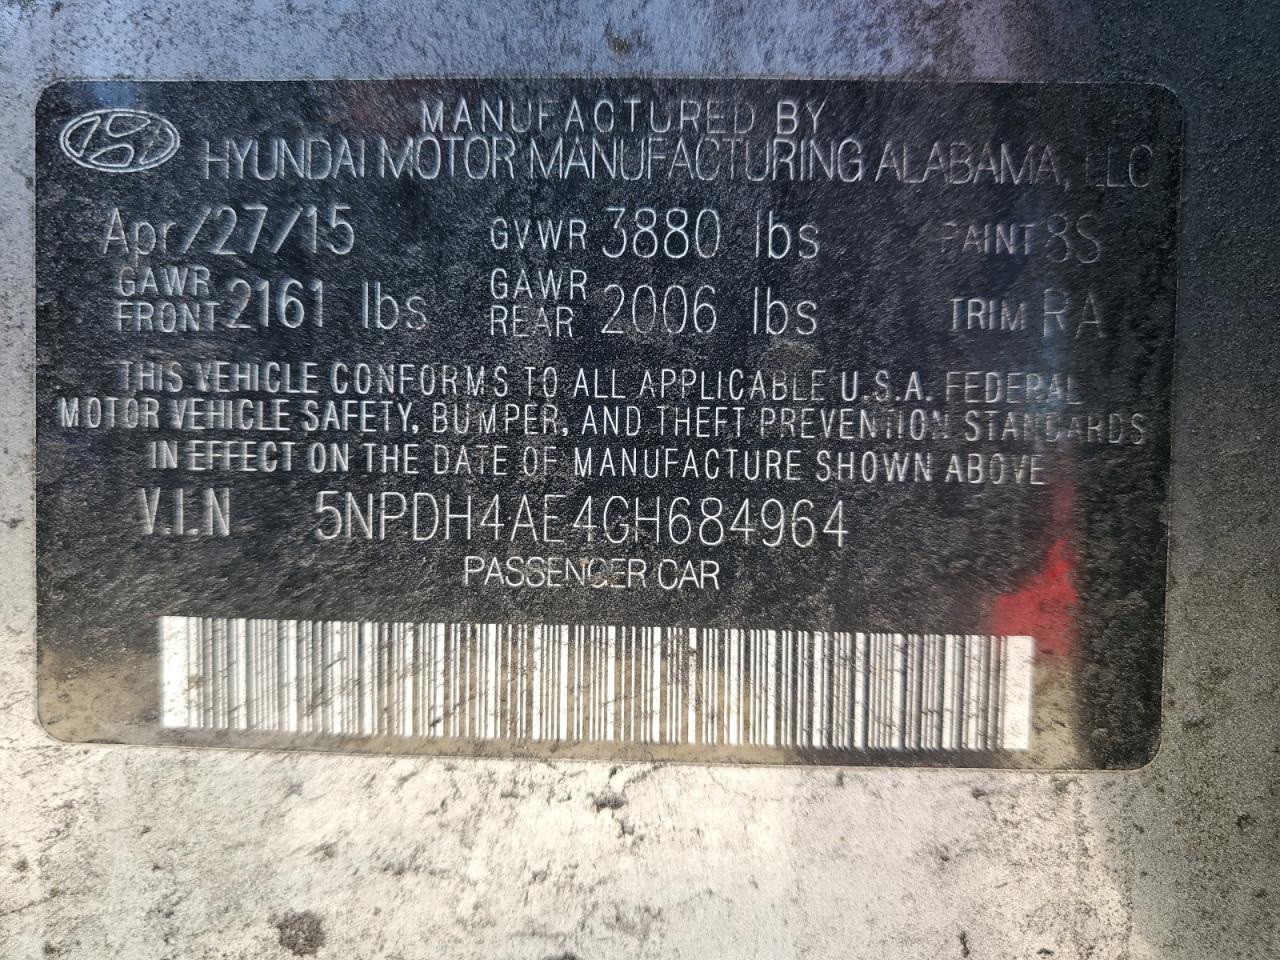 MANUFACTURED BY
HYUNDAI MOTOR MANUFACTURING ALABAMA, LLC
Apr/27/15 GVWR 3880 lbs PAINT 8S
GAWR FRONT 2161 lbs GAWR REAR 2006 lbs TRIM RA
THIS VEHICLE CONFORMS TO ALL APPLICABLE U.S.A. FEDERAL
MOTOR VEHICLE SAFETY, BUMPER, AND THEFT PREVENTION STANDARDS
IN EFFECT ON THE DATE OF MANUFACTURE SHOWN ABOVE
V.I.N 5NPDH4AE4GH684964
PASSENGER CAR